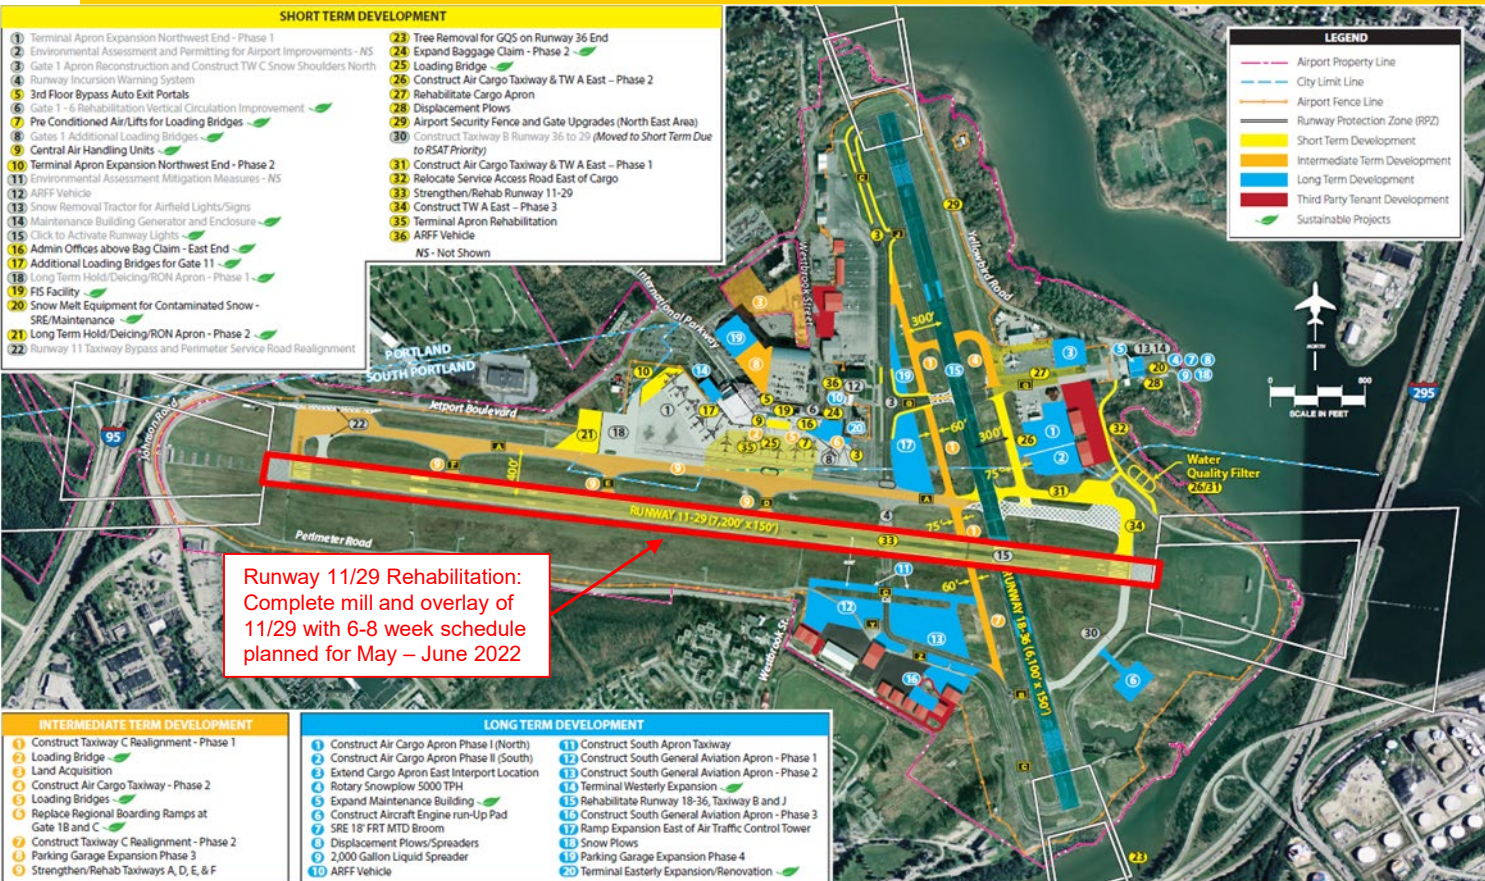 SHORT TERM DEVELOPMENT
1 Terminal Apron Expansion Northwest End - Phase 1
2 Environmental Assessment and Permitting for Airport Improvements - NS
3 Gate 1 Apron Reconstruction and Construct TW C Snow Shoulders North
4 Runway Incursion Warning System
5 3rd Floor Bypass Auto Exit Portals
6 Gate 1 - 6 Rehabilitation Vertical Circulation Improvement
7 Pre Conditioned Air/Lifts for Loading Bridges
8 Gates 1 Additional Loading Bridges
9 Central Air Handling Units
10 Terminal Apron Expansion Northwest End - Phase 2
11 Environmental Assessment Mitigation Measures - NS
12 ARFF Vehicle
13 Snow Removal Tractor for Airfield Lights/Signs
14 Maintenance Building Generator and Enclosure
15 Click to Activate Runway Lights
16 Admin Offices above Bag Claim - East End
17 Additional Loading Bridges for Gate 11
18 Long Term Hold/Deicing/RON Apron - Phase 1
19 FIS Facility
20 Snow Melt Equipment for Contaminated Snow -
SRE/Maintenance
21 Long Term Hold/Deicing/RON Apron - Phase 2
22 Runway 11 Taxiway Bypass and Perimeter Service Road Realignment
23 Tree Removal for GQS on Runway 36 End
24 Expand Baggage Claim - Phase 2
25 Loading Bridge
26 Construct Air Cargo Taxiway & TW A East – Phase 2
27 Rehabilitate Cargo Apron
28 Displacement Plows
29 Airport Security Fence and Gate Upgrades (North East Area)
30 Construct Taxiway B Runway 36 to 29 (Moved to Short Term Due
to RSAT Priority)
31 Construct Air Cargo Taxiway & TW A East – Phase 1
32 Relocate Service Access Road East of Cargo
33 Strengthen/Rehab Runway 11-29
34 Construct TW A East – Phase 3
35 Terminal Apron Rehabilitation
36 ARFF Vehicle
NS - Not Shown
LEGEND
Airport Property Line
City Limit Line
Airport Fence Line
Runway Protection Zone (RPZ)
Short Term Development
Intermediate Term Development
Long Term Development
Third Party Tenant Development
Sustainable Projects
NORTH
0 800
SCALE IN FEET
295
95
PORTLAND
SOUTH PORTLAND
International Parkway
Westbrook Street
Yellowbird Road
Jetport Boulevard
Johnson Road
Perimeter Road
Westbrook St.
Water
Quality Filter
26/31
300'
60'
300'
75'
400'
75'
60'
RUNWAY 11-29 (7,200' x 150')
RUNWAY 18-36 (6,100' x 150')
Runway 11/29 Rehabilitation:
Complete mill and overlay of
11/29 with 6-8 week schedule
planned for May – June 2022
INTERMEDIATE TERM DEVELOPMENT
1 Construct Taxiway C Realignment - Phase 1
2 Loading Bridge
3 Land Acquisition
4 Construct Air Cargo Taxiway - Phase 2
5 Loading Bridges
6 Replace Regional Boarding Ramps at
Gate 1B and C
7 Construct Taxiway C Realignment - Phase 2
8 Parking Garage Expansion Phase 3
9 Strengthen/Rehab Taxiways A, D, E, & F
LONG TERM DEVELOPMENT
1 Construct Air Cargo Apron Phase I (North)
2 Construct Air Cargo Apron Phase II (South)
3 Extend Cargo Apron East Interport Location
4 Rotary Snowplow 5000 TPH
5 Expand Maintenance Building
6 Construct Aircraft Engine run-Up Pad
7 SRE 18' FRT MTD Broom
8 Displacement Plows/Spreaders
9 2,000 Gallon Liquid Spreader
10 ARFF Vehicle
11 Construct South Apron Taxiway
12 Construct South General Aviation Apron - Phase 1
13 Construct South General Aviation Apron - Phase 2
14 Terminal Westerly Expansion
15 Rehabilitate Runway 18-36, Taxiway B and J
16 Construct South General Aviation Apron - Phase 3
17 Ramp Expansion East of Air Traffic Control Tower
18 Snow Plows
19 Parking Garage Expansion Phase 4
20 Terminal Easterly Expansion/Renovation